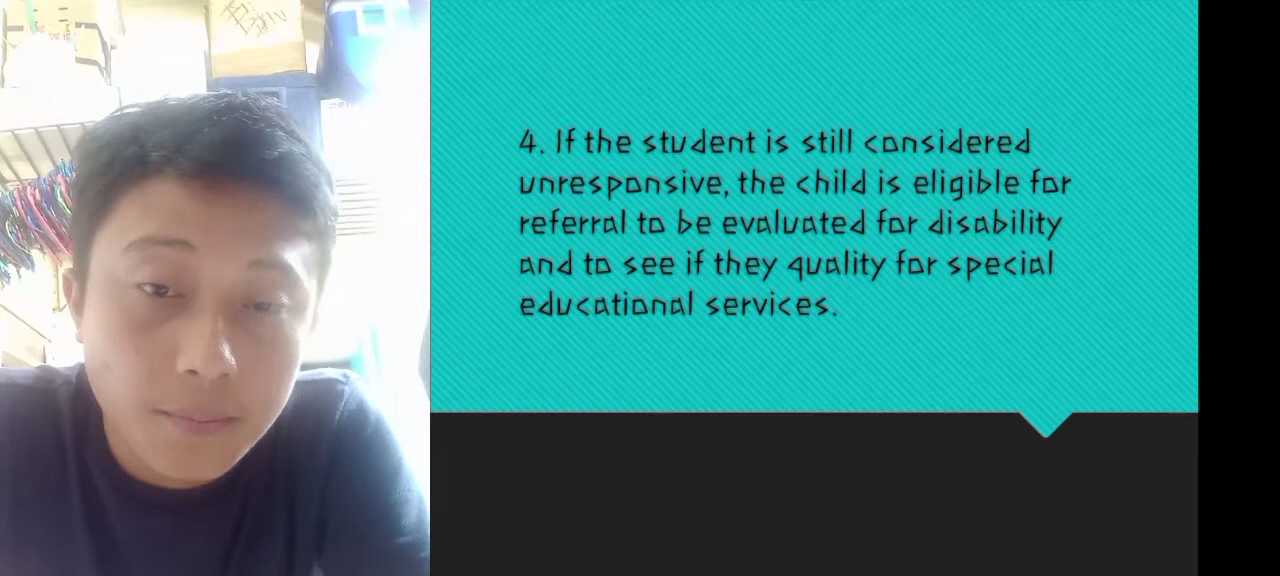 4. If the student is still considered
unresponsive, the child is eligible for
referral to be evaluated for disability
and to see if they quality for special
educational services.